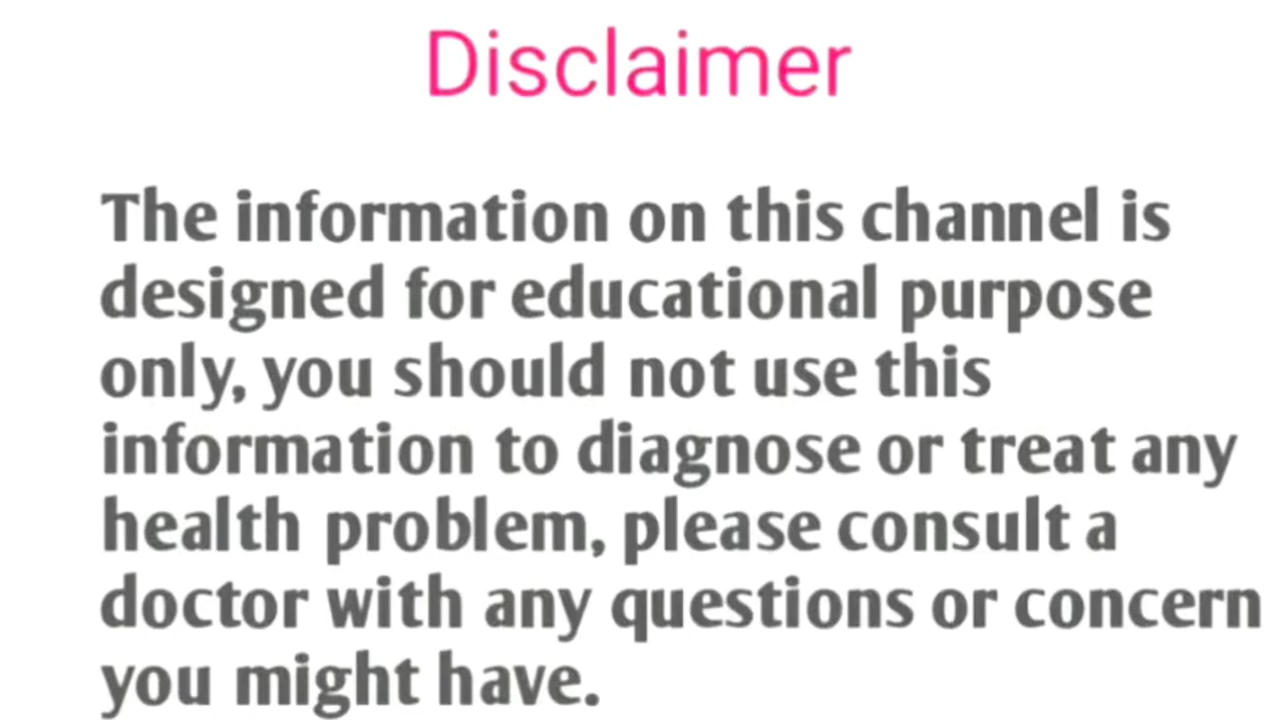 Disclaimer
The information on this channel is
designed for educational purpose
only, you should not use this
information to diagnose or treat any
health problem, please consult a
doctor with any questions or concern
you might have.